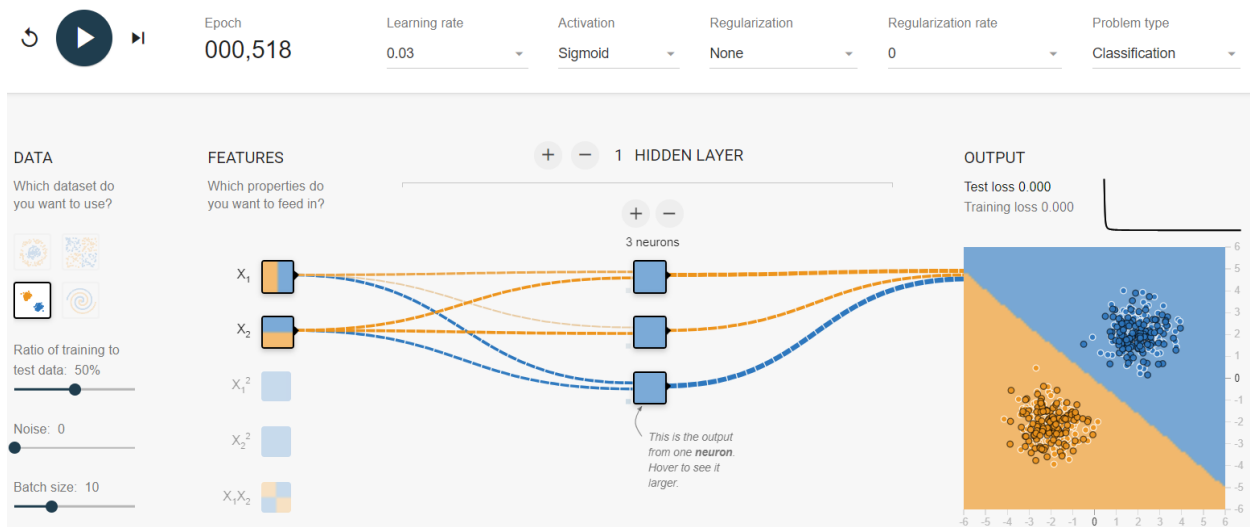 Epoch
000,518
Learning rate
0.03
Activation
Sigmoid
Regularization
None
Regularization rate
0
Problem type
Classification
DATA
Which dataset do
you want to use?
Ratio of training to
test data: 50%
Noise: 0
Batch size: 10
FEATURES
Which properties do
you want to feed in?
X₁
X₂
X₁²
X₂²
X₁X₂
+ − 1 HIDDEN LAYER
+ −
3 neurons
This is the output
from one neuron.
Hover to see it
larger.
OUTPUT
Test loss 0.000
Training loss 0.000
6
5
4
3
2
1
0
-1
-2
-3
-4
-5
-6
-6 -5 -4 -3 -2 -1 0 1 2 3 4 5 6